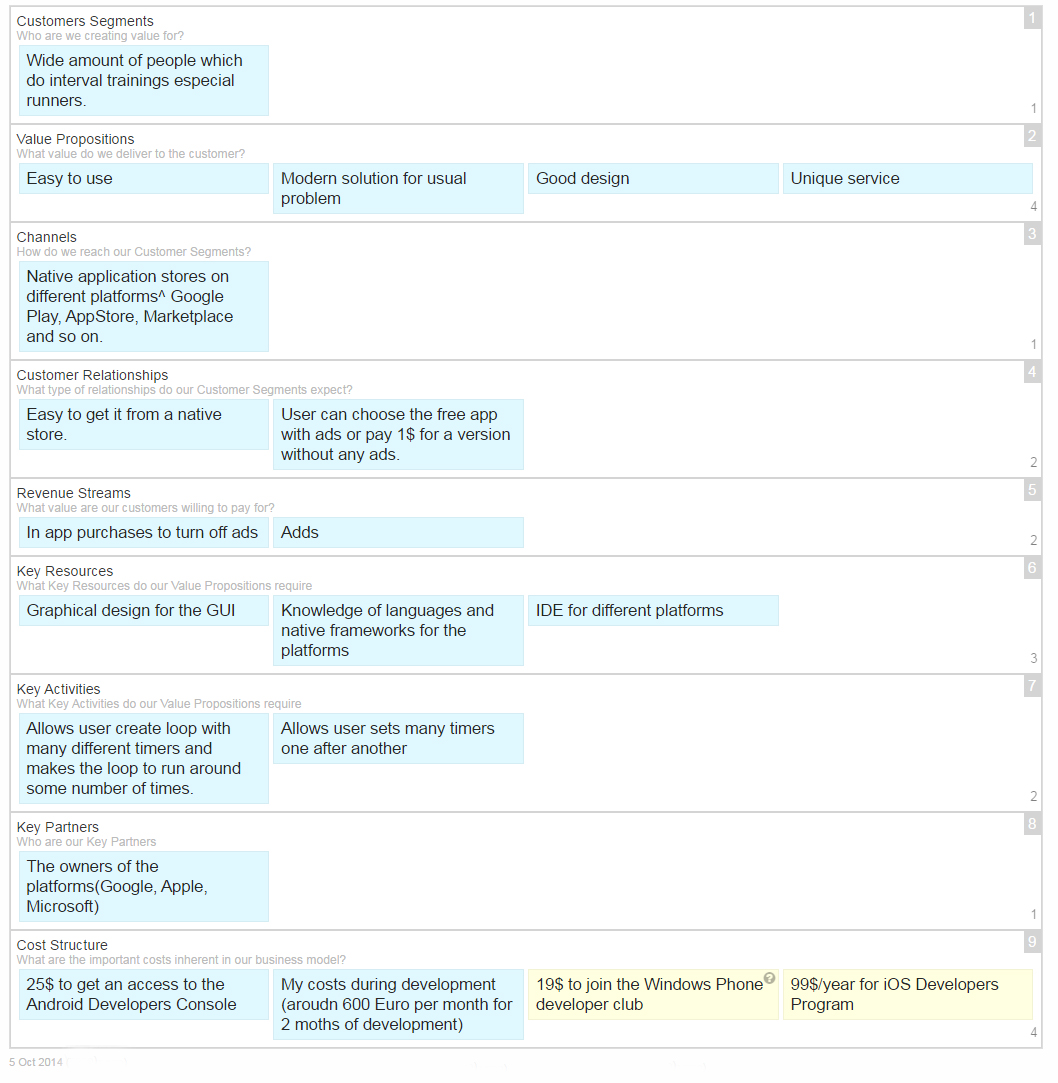 Customers Segments
1
Who are we creating value for?
Wide amount of people which
do interval trainings especial
runners.
1
Value Propositions
2
What value do we deliver to the customer?
Easy to use
Modern solution for usual
problem
Good design
Unique service
4
Channels
3
How do we reach our Customer Segments?
Native application stores on
different platforms^ Google
Play, AppStore, Marketplace
and so on.
1
Customer Relationships
4
What type of relationships do our Customer Segments expect?
Easy to get it from a native
store.
User can choose the free app
with ads or pay 1$ for a version
without any ads.
2
Revenue Streams
5
What value are our customers willing to pay for?
In app purchases to turn off ads
Adds
2
Key Resources
6
What Key Resources do our Value Propositions require
Graphical design for the GUI
Knowledge of languages and
native frameworks for the
platforms
IDE for different platforms
3
Key Activities
7
What Key Activities do our Value Propositions require
Allows user create loop with
many different timers and
makes the loop to run around
some number of times.
Allows user sets many timers
one after another
2
Key Partners
8
Who are our Key Partners
The owners of the
platforms(Google, Apple,
Microsoft)
1
Cost Structure
9
What are the important costs inherent in our business model?
25$ to get an access to the
Android Developers Console
My costs during development
(aroudn 600 Euro per month for
2 moths of development)
19$ to join the Windows Phone
developer club
?
99$/year for iOS Developers
Program
4
5 Oct 2014